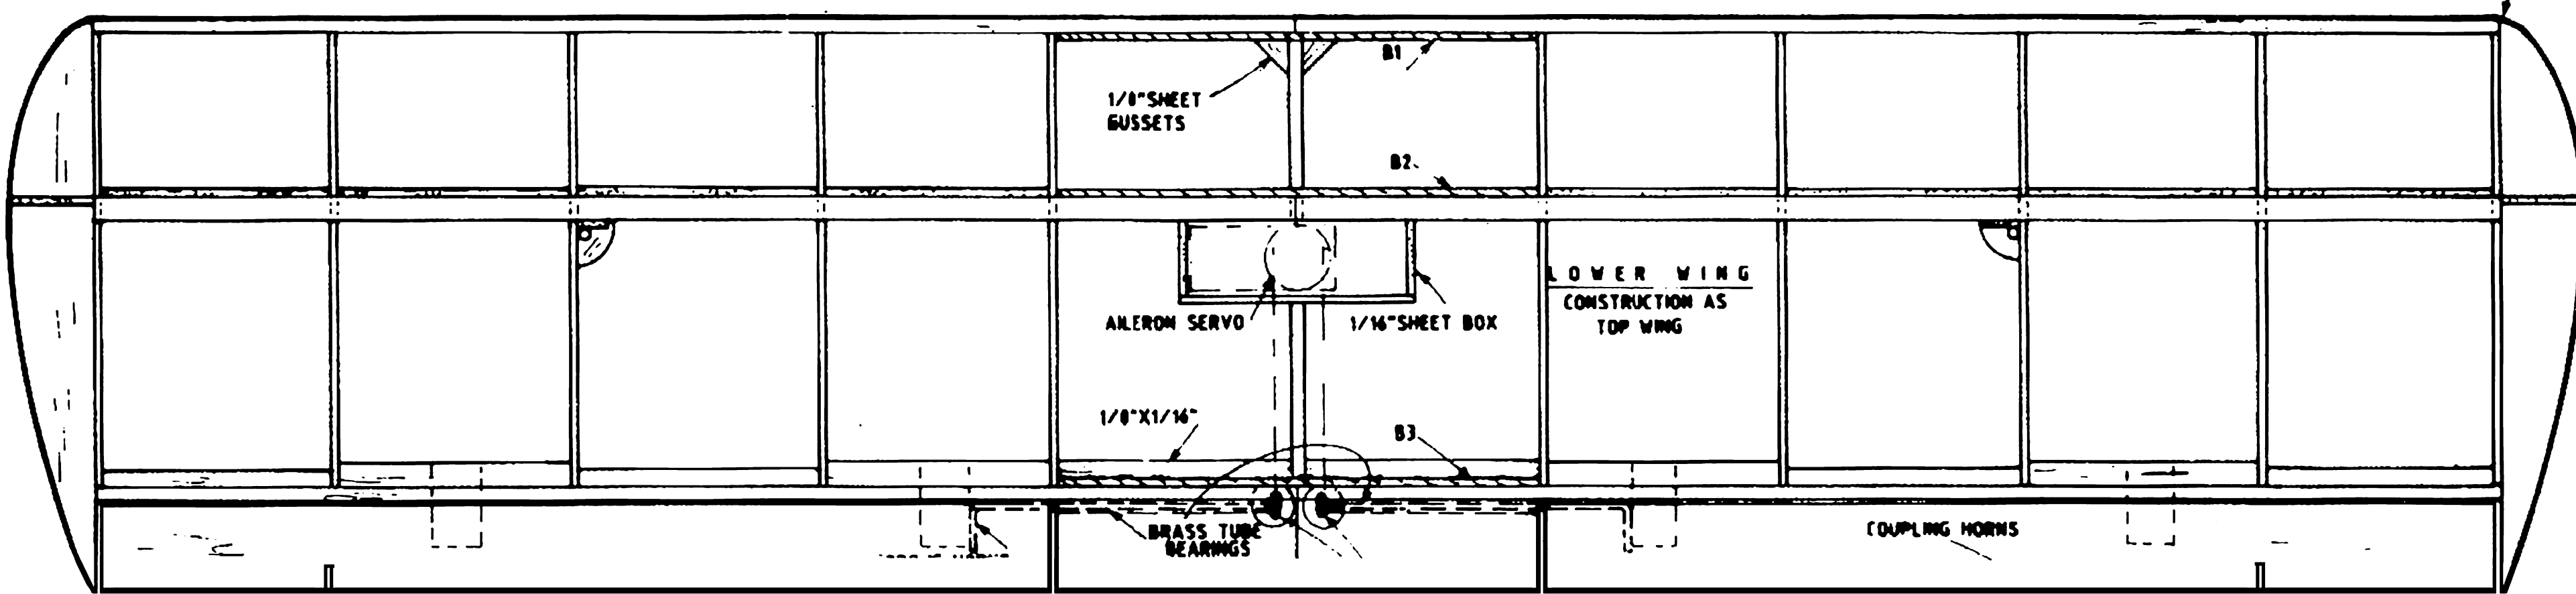 B1
1/8"SHEET
GUSSETS
B2
LOWER WING
CONSTRUCTION AS
TOP WING
AILERON SERVO
1/16"SHEET BOX
1/8"X1/16"
B3
BRASS TUBE
BEARINGS
COUPLING HORNS